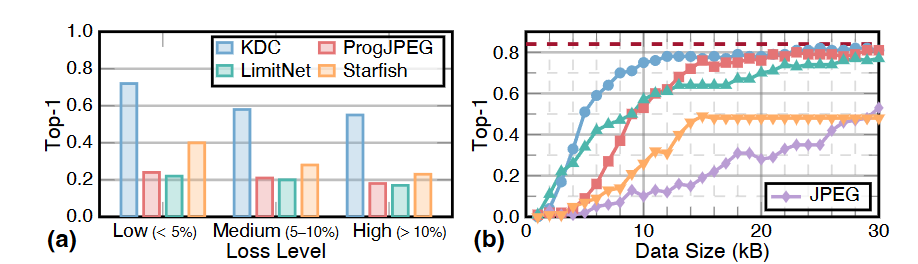 1.0
0.8
0.6
0.4
0.2
0.0
Top-1
KDC
ProgJPEG
LimitNet
Starfish
Low (< 5%)
Medium (5–10%)
High (> 10%)
Loss Level
(a)
0.8
0.6
0.4
0.2
0.0
Top-1
JPEG
0
10
20
30
Data Size (kB)
(b)